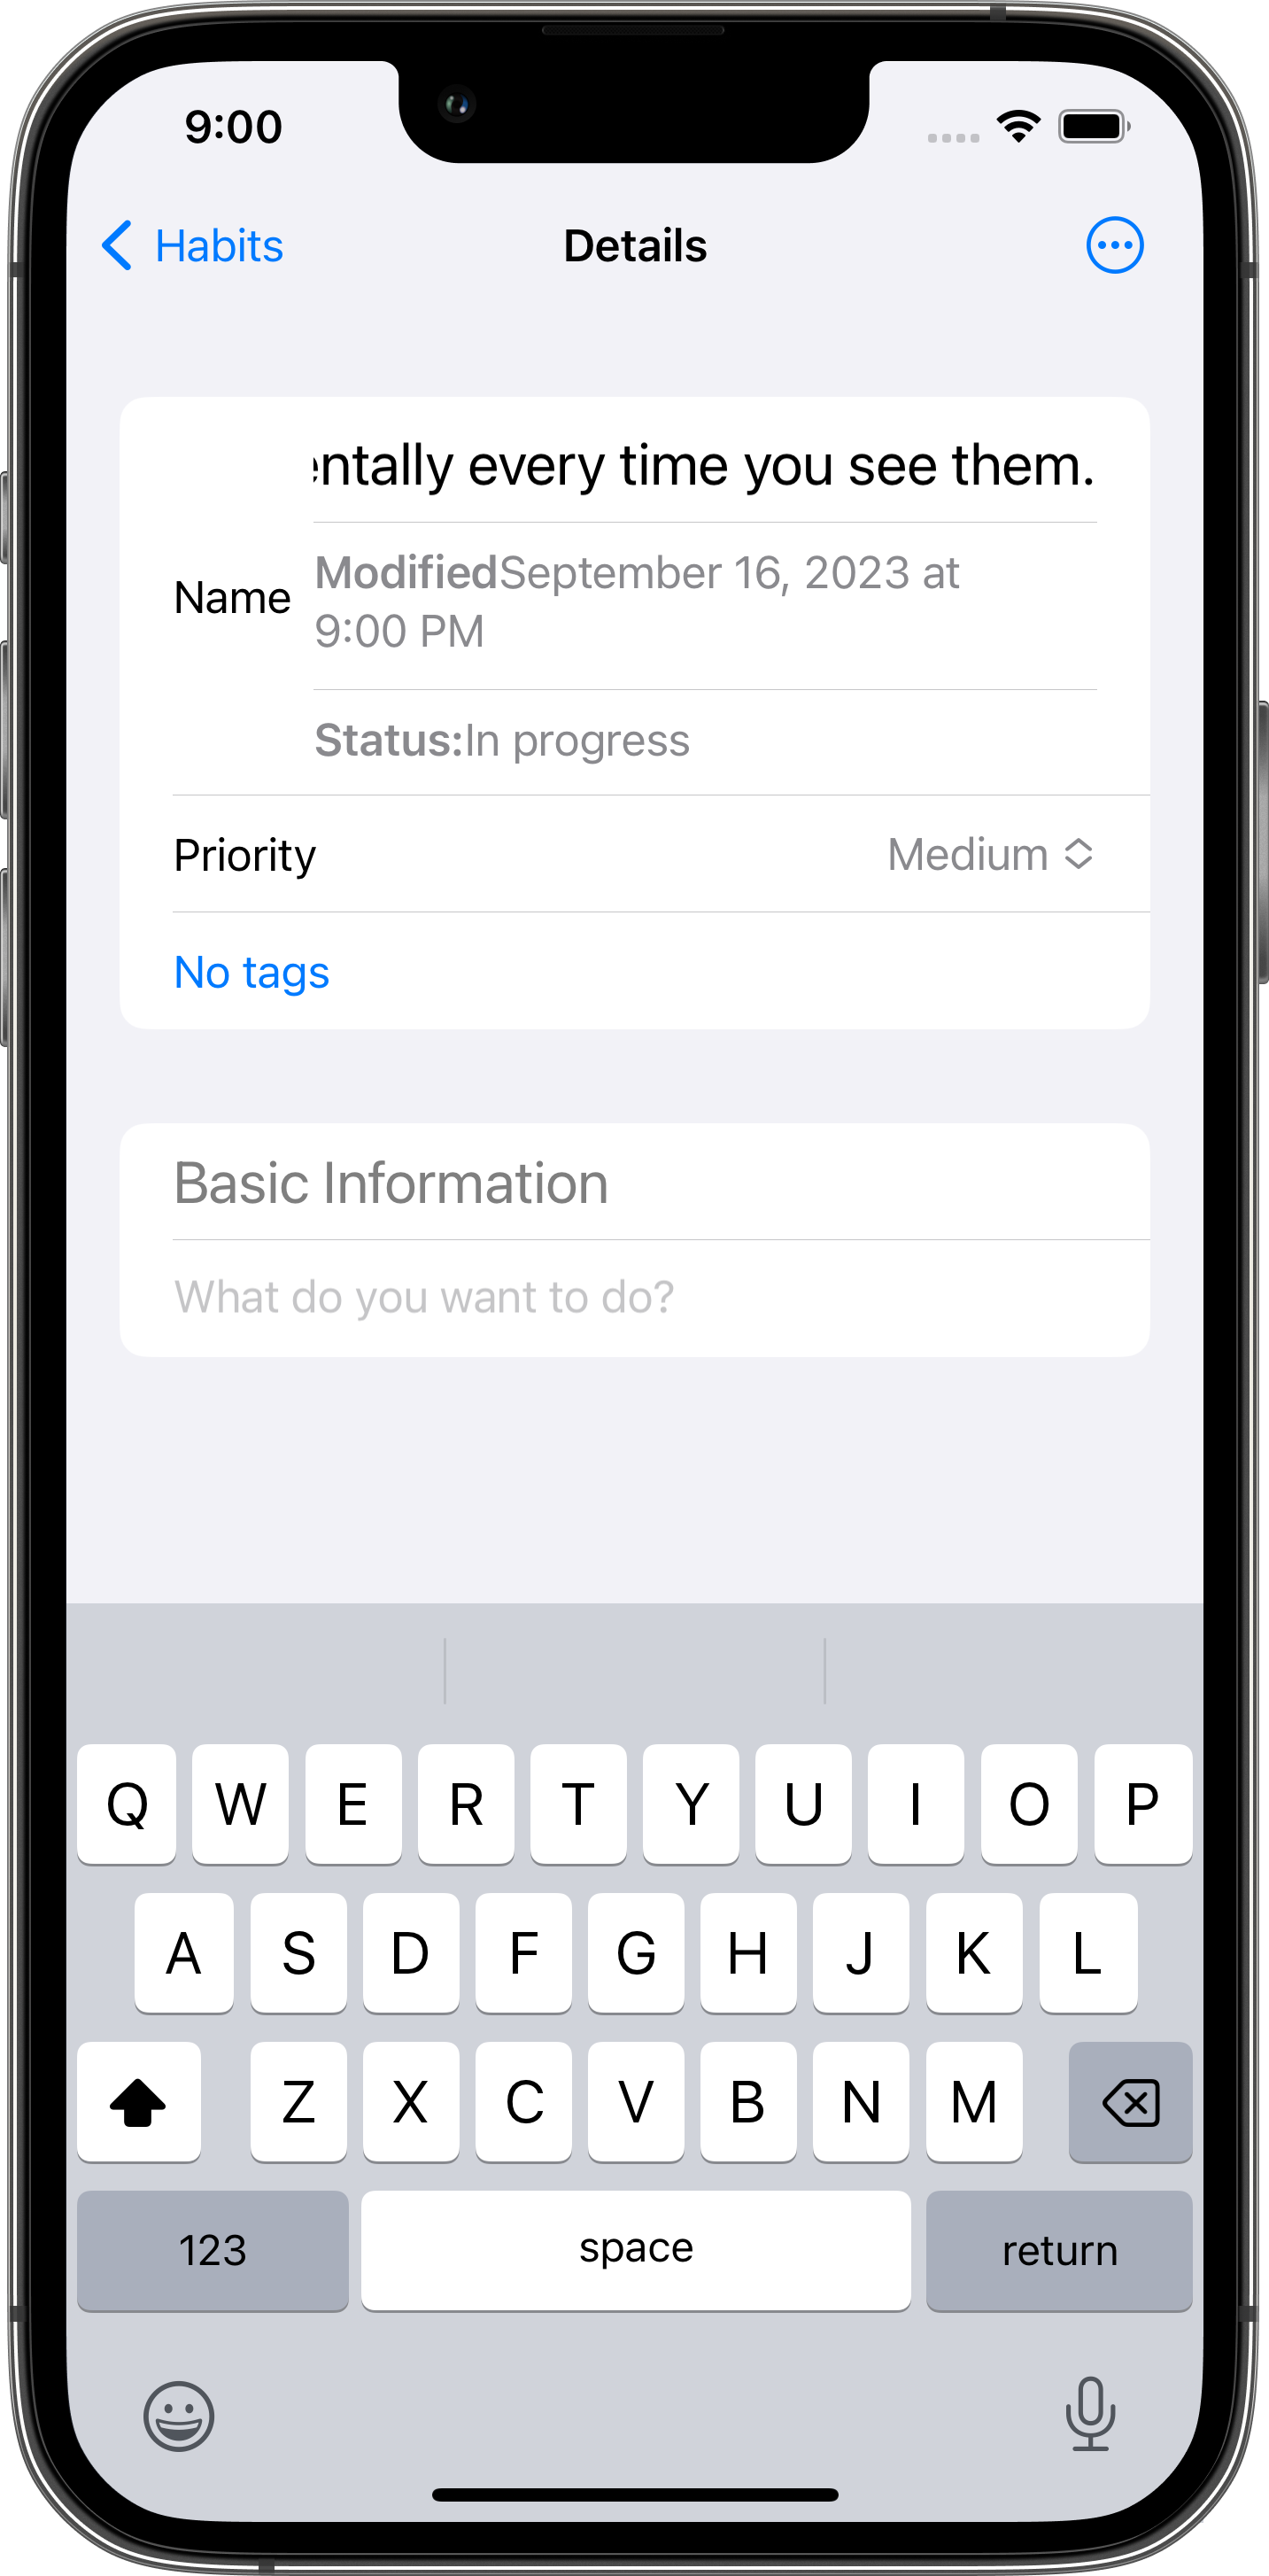 9:00
Habits
Details
entally every time you see them.
Name
ModifiedSeptember 16, 2023 at
9:00 PM
Status:In progress
Priority
Medium
No tags
Basic Information
What do you want to do?
Q W E R T Y U I O P
A S D F G H J K L
Z X C V B N M
123
space
return